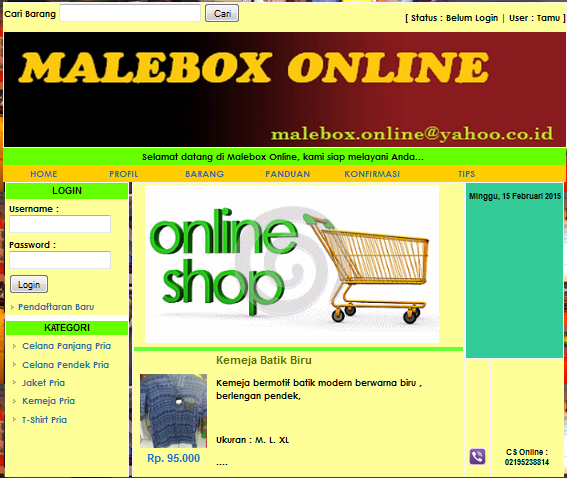 Cari Barang
Cari
[ Status : Belum Login | User : Tamu ]
MALEBOX ONLINE
malebox.online@yahoo.co.id
Selamat datang di Malebox Online, kami siap melayani Anda...
HOME PROFIL BARANG PANDUAN KONFIRMASI TIPS
LOGIN
Username :
Password :
Login
Pendaftaran Baru
KATEGORI
Celana Panjang Pria
Celana Pendek Pria
Jaket Pria
Kemeja Pria
T-Shirt Pria
online
shop
Kemeja Batik Biru
Kemeja bermotif batik modern berwarna biru ,
berlengan pendek,
Ukuran : M. L. XL
....
Rp. 95.000
Minggu, 15 Februari 2015
CS Online :
02195238814